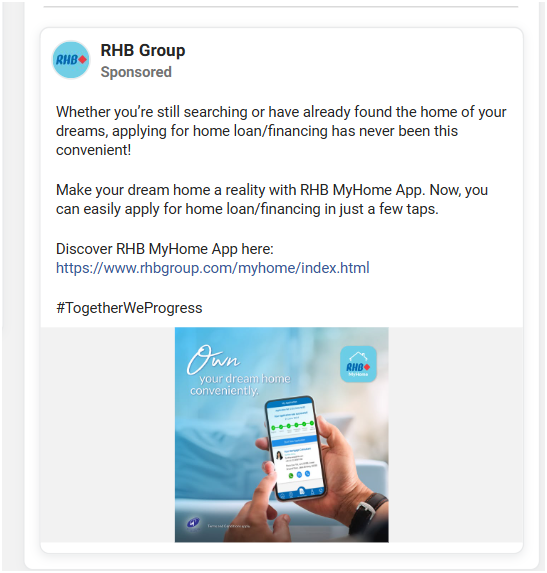 RHB
RHB Group
Sponsored
Whether you're still searching or have already found the home of your
dreams, applying for home loan/financing has never been this
convenient!
Make your dream home a reality with RHB MyHome App. Now, you
can easily apply for home loan/financing in just a few taps.
Discover RHB MyHome App here:
https://www.rhbgroup.com/myhome/index.html
#TogetherWeProgress
Own
your dream home
conveniently.
RHB
MyHome